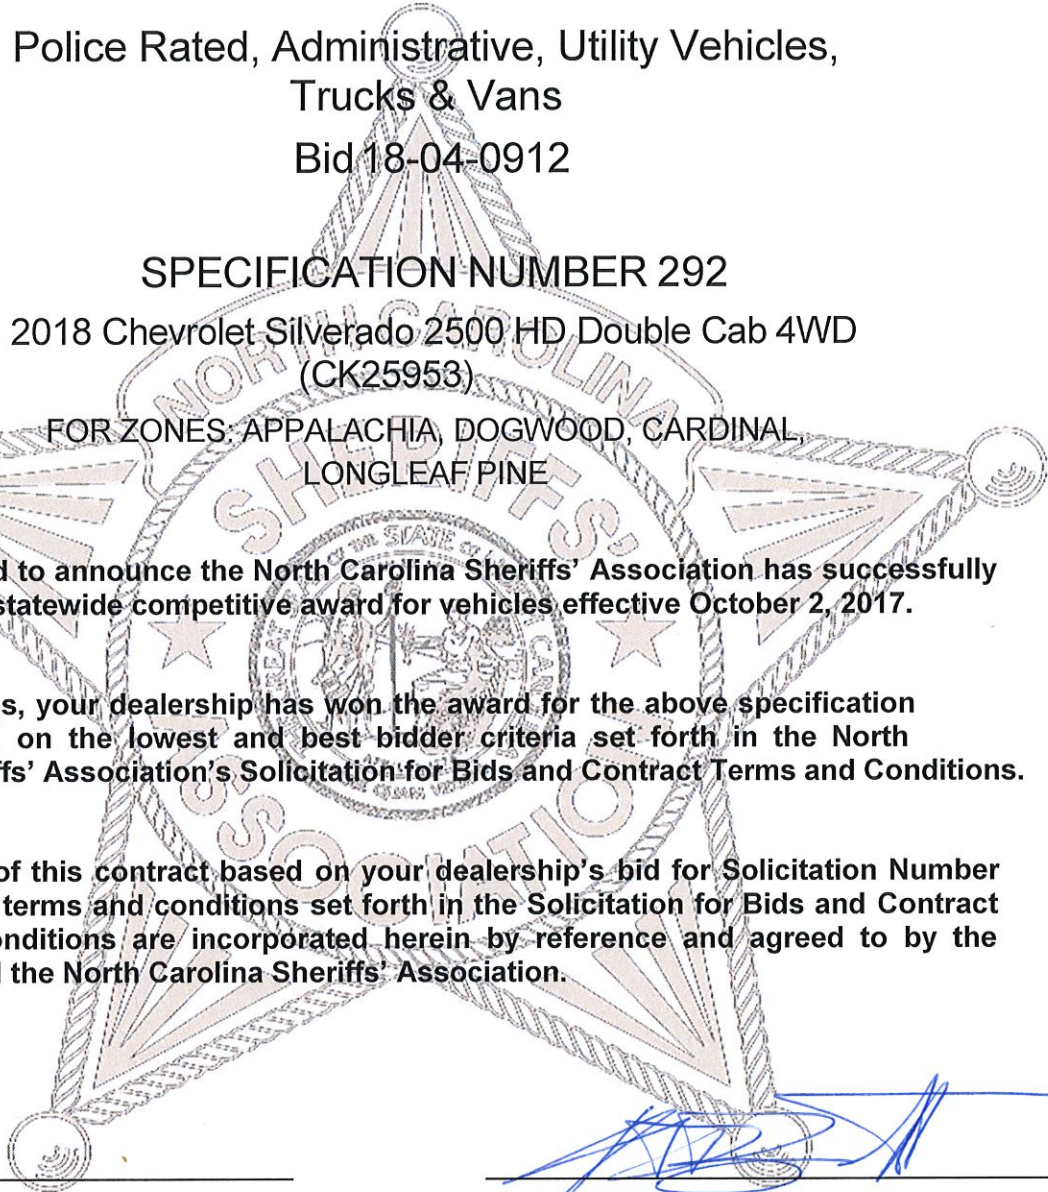 Police Rated, Administrative, Utility Vehicles,
Trucks & Vans
Bid 18-04-0912
SPECIFICATION NUMBER 292
2018 Chevrolet Silverado 2500 HD Double Cab 4WD
(CK25953)
FOR ZONES: APPALACHIA, DOGWOOD, CARDINAL,
LONGLEAF PINE
NORTH CAROLINA
SHERIFFS'
to announce the North Carolina Sheriffs' Association has successfully
statewide competitive award for vehicles effective October 2, 2017.
s, your dealership has won the award for the above specification
on the lowest and best bidder criteria set forth in the North
ffs' Association's Solicitation for Bids and Contract Terms and Conditions.
ASSOCIATION
of this contract based on your dealership's bid for Solicitation Number
terms and conditions set forth in the Solicitation for Bids and Contract
onditions are incorporated herein by reference and agreed to by the
the North Carolina Sheriffs' Association.